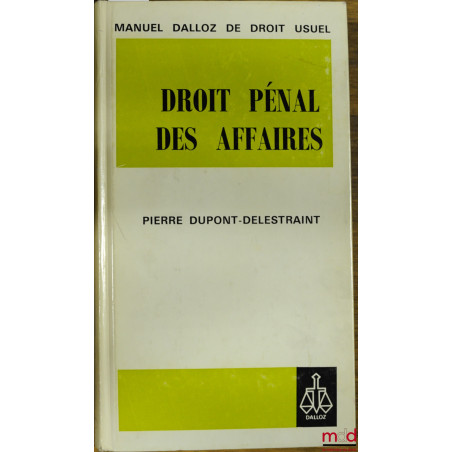 MANUEL DALLOZ DE DROIT USUEL
DROIT PÉNAL
DES AFFAIRES
PIERRE DUPONT-DELESTRAINT
DALLOZ